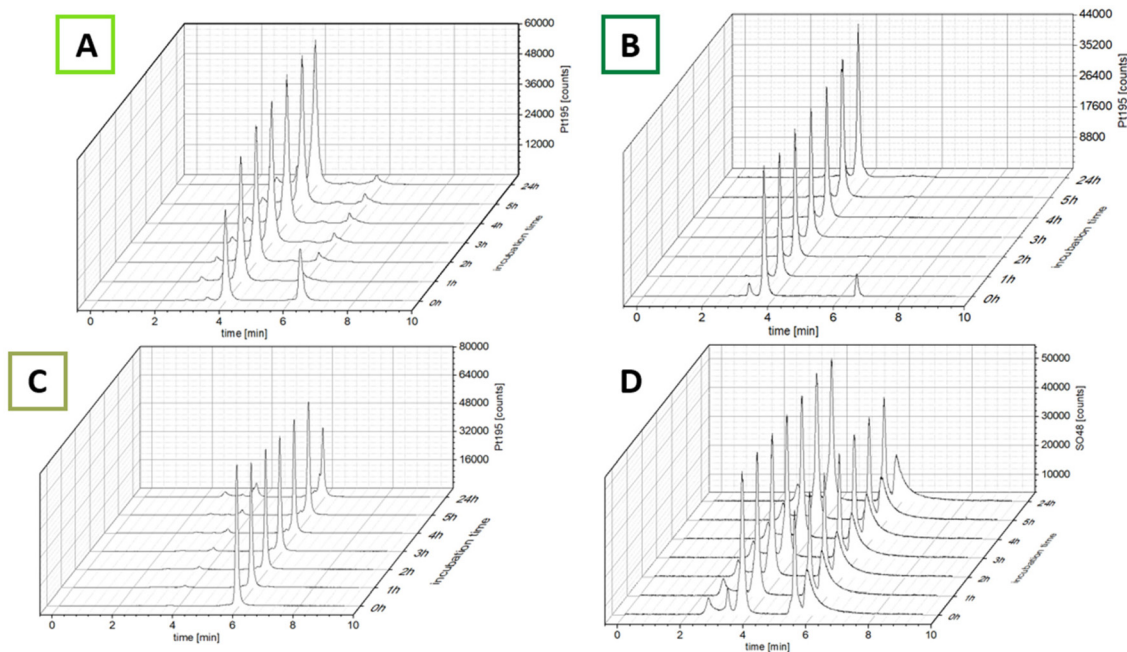 A
60000
48000
36000
24000
12000
Pt195 [counts]
24h
5h
4h
3h
2h
1h
0h
incubation time
0
2
4
6
8
10
time [min]
B
44000
35200
26400
17600
8800
Pt195 [counts]
24h
5h
4h
3h
2h
1h
0h
incubation time
0
2
4
6
8
10
time [min]
C
80000
64000
48000
32000
16000
Pt195 [counts]
24h
5h
4h
3h
2h
1h
0h
incubation time
0
2
4
6
8
10
time [min]
D
50000
40000
30000
20000
10000
SO48 [counts]
24h
5h
4h
3h
2h
1h
0h
incubation time
0
2
4
6
8
10
time [min]